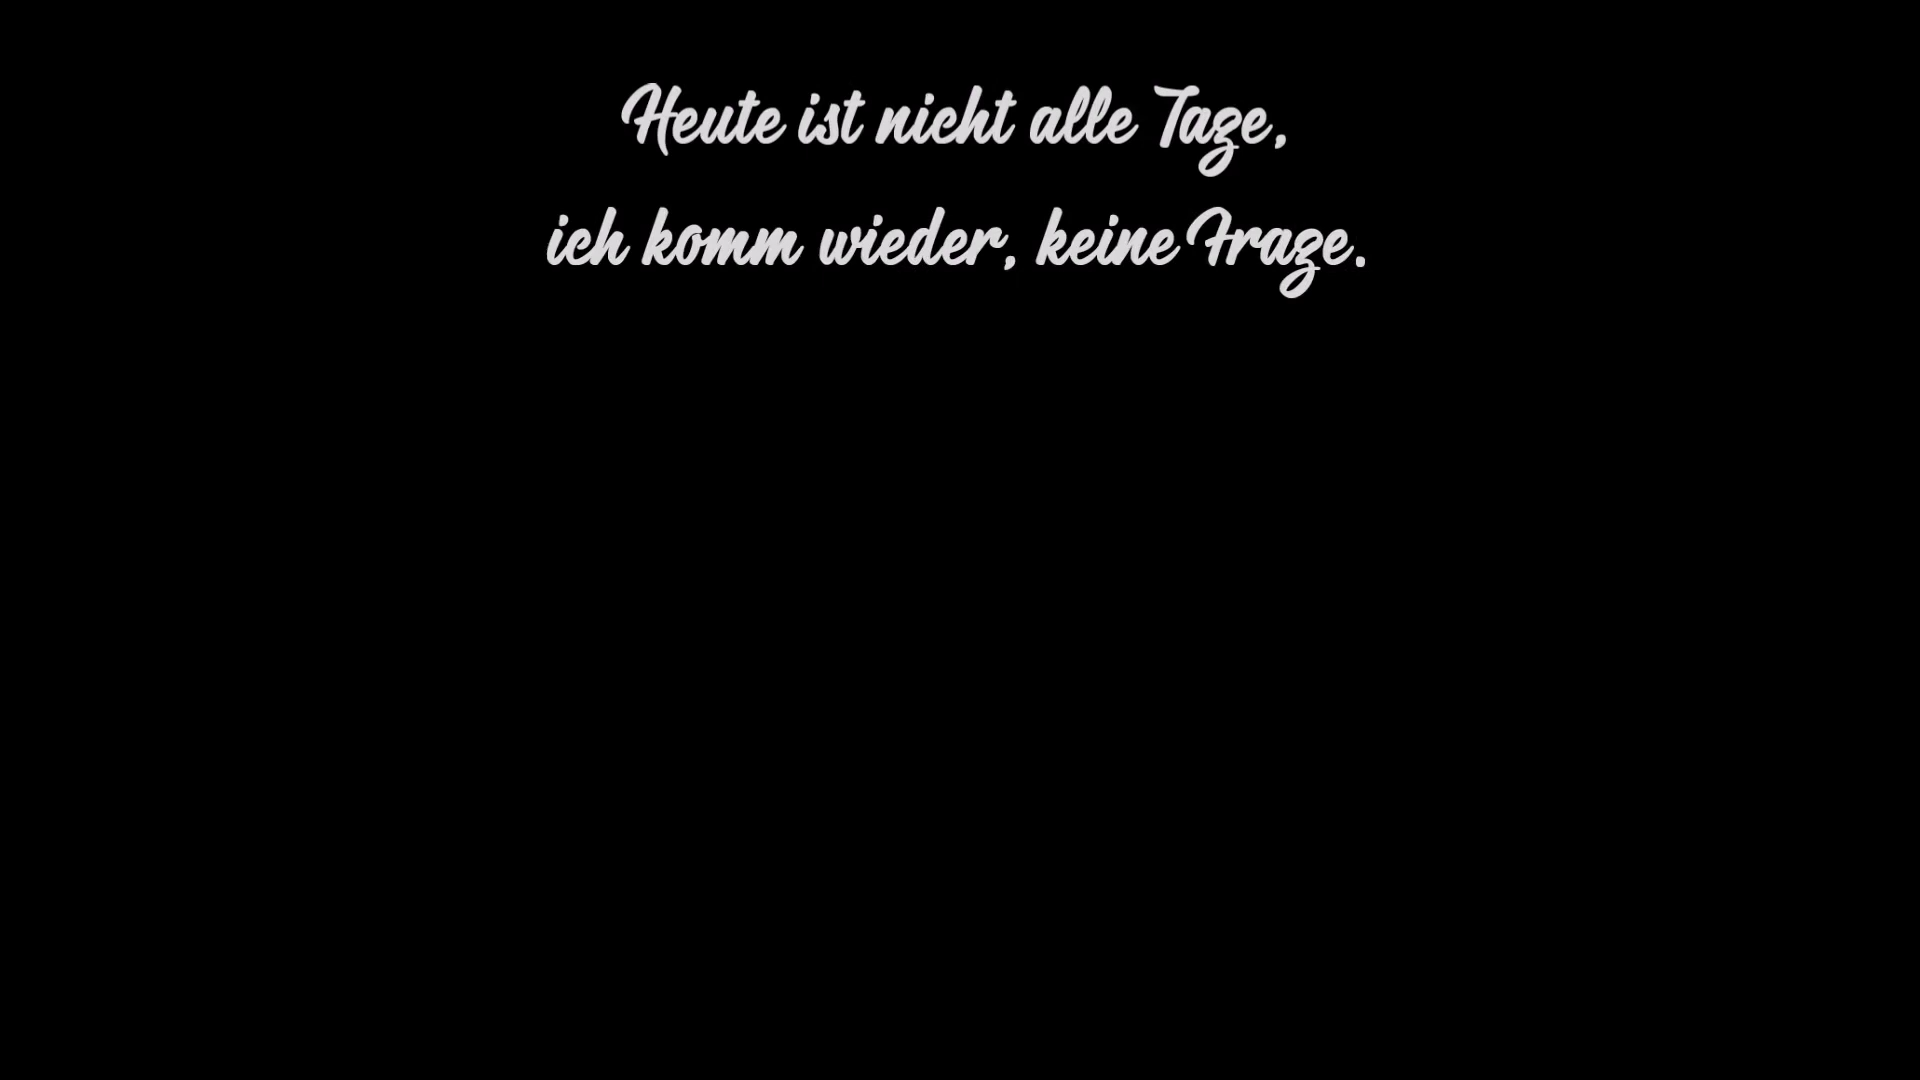 Heute ist nicht alle Tage,
ich komm wieder, keine Frage.